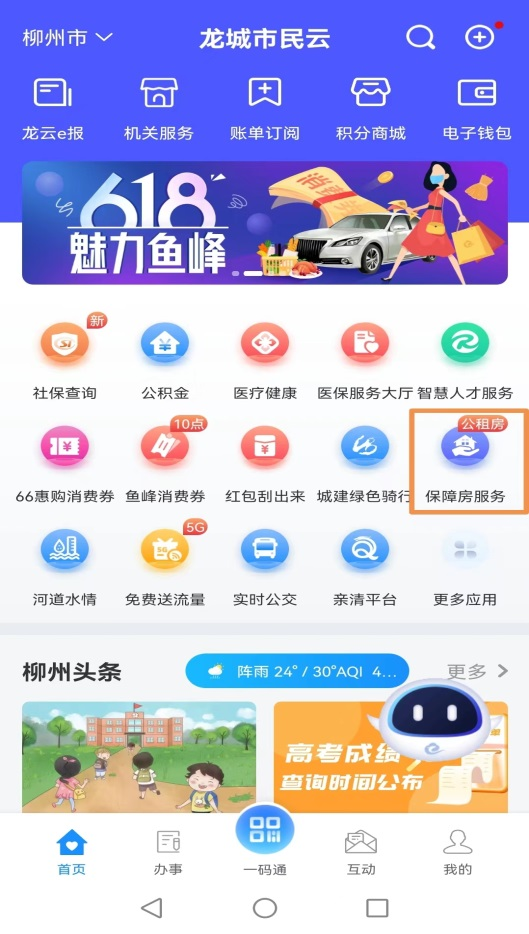 柳州市
龙城市民云
龙云e报 机关服务 账单订阅 积分商城 电子钱包
618
魅力鱼峰
新
社保查询 公积金 医疗健康 医保服务大厅 智慧人才服务
10点 公租房
66惠购消费券 鱼峰消费券 红包刮出来 城建绿色骑行 保障房服务
5G
河道水情 免费送流量 实时公交 亲清平台 更多应用
柳州头条 阵雨 24°/30°AQI 4... 更多
高考成绩
查询时间公布
首页 办事 一码通 互动 我的